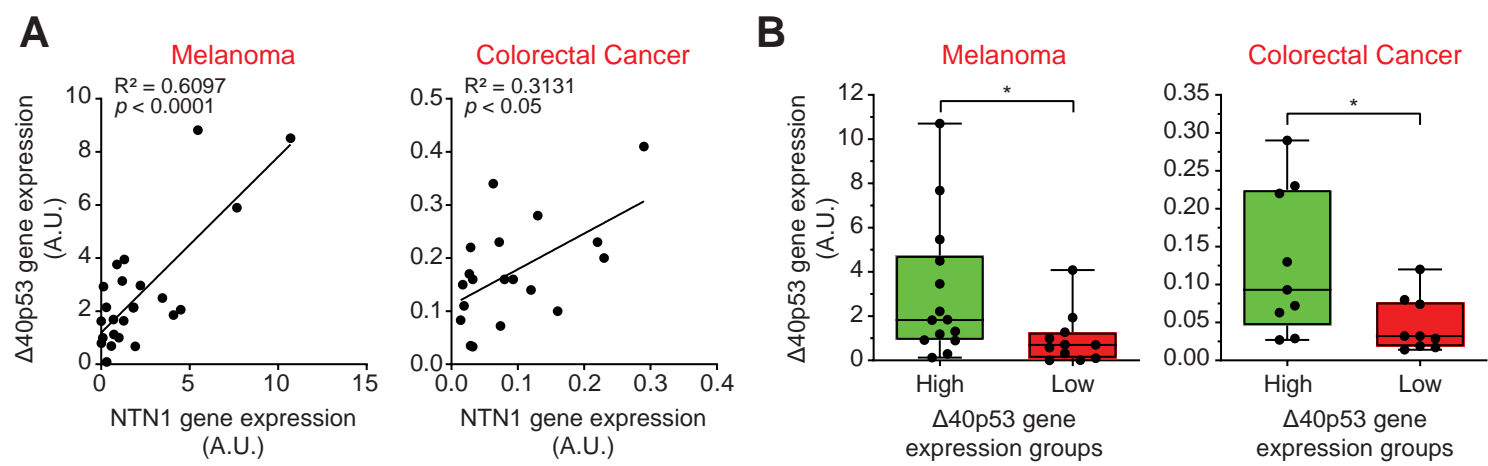 A
Melanoma
R² = 0.6097
p < 0.0001
Δ40p53 gene expression
(A.U.)
10
8
6
4
2
0
0
5
10
15
NTN1 gene expression
(A.U.)
Colorectal Cancer
R² = 0.3131
p < 0.05
0.5
0.4
0.3
0.2
0.1
0.0
0.0
0.1
0.2
0.3
0.4
NTN1 gene expression
(A.U.)
B
Melanoma
*
Δ40p53 gene expression
(A.U.)
12
10
8
6
4
2
0
High
Low
Δ40p53 gene
expression groups
Colorectal Cancer
*
0.35
0.30
0.25
0.20
0.15
0.10
0.05
0.00
High
Low
Δ40p53 gene
expression groups